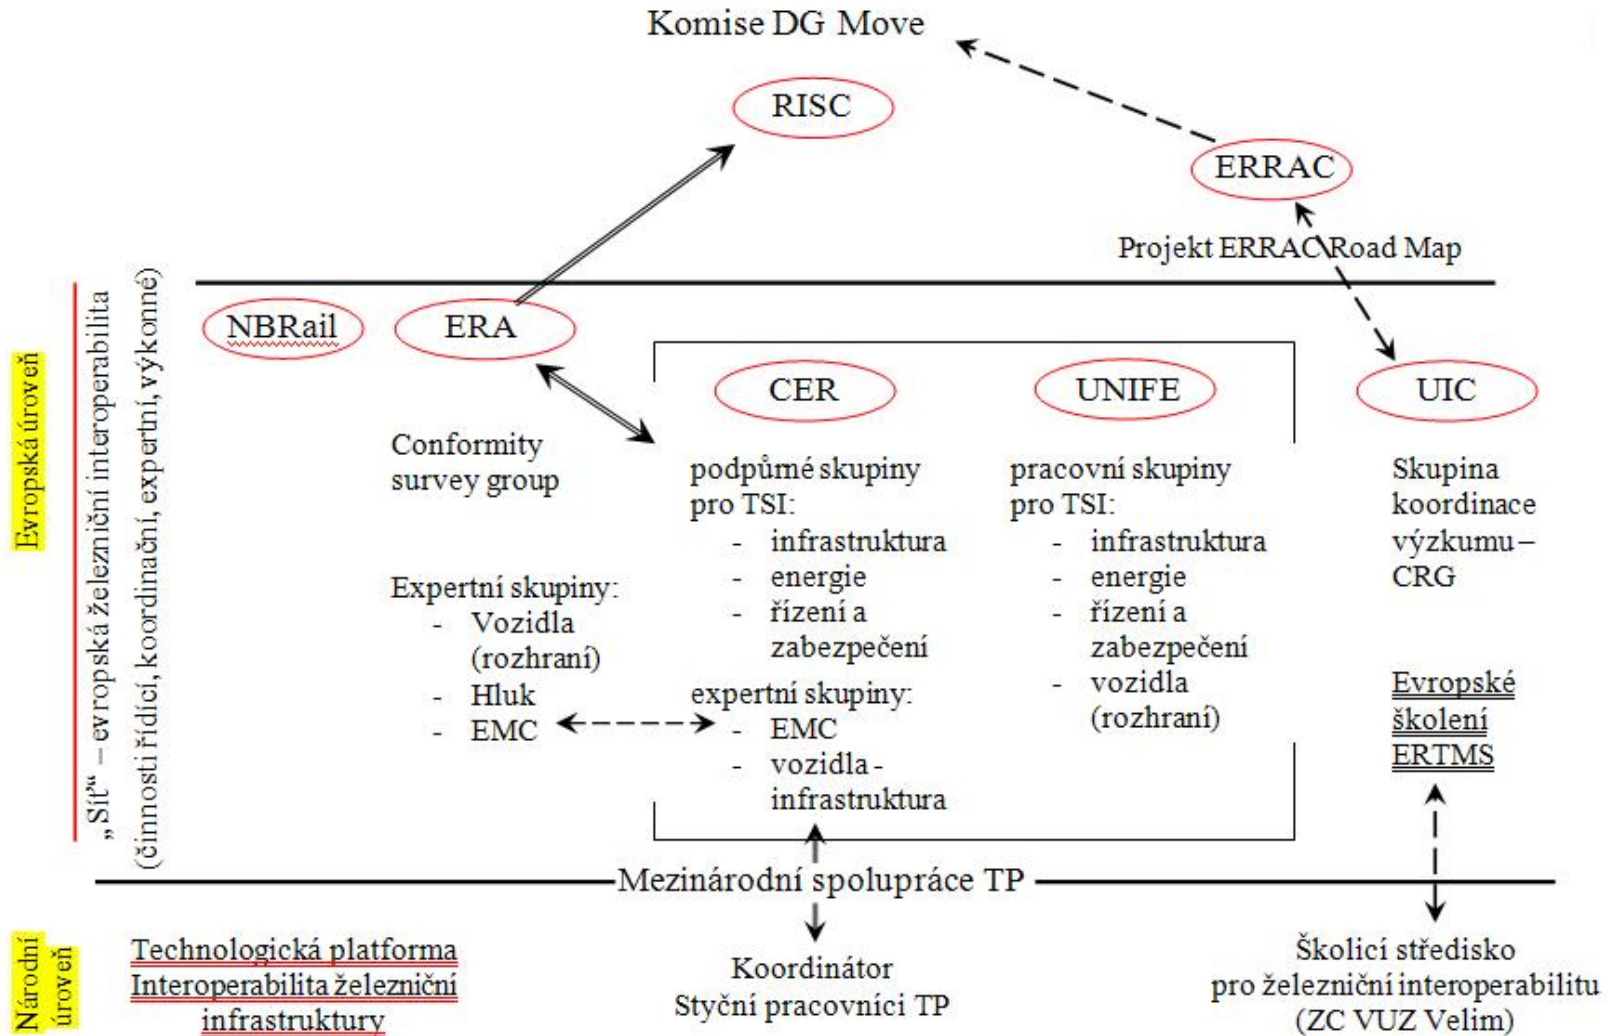 Komise DG Move
RISC
ERRAC
Projekt ERRAC Road Map
Evropská úroveň
„Síť“ – evropská železniční interoperabilita
(činnosti řídící, koordinační, expertní, výkonné)
NBRail
ERA
CER
UNIFE
UIC
Conformity
survey group
Expertní skupiny:
- Vozidla
(rozhraní)
- Hluk
- EMC
podpůrné skupiny
pro TSI:
- infrastruktura
- energie
- řízení a
zabezpečení
expertní skupiny:
- EMC
- vozidla -
infrastruktura
pracovní skupiny
pro TSI:
- infrastruktura
- energie
- řízení a
zabezpečení
- vozidla
(rozhraní)
Skupina
koordinace
výzkumu –
CRG
Evropské
školení
ERTMS
Mezinárodní spolupráce TP
Národní
úroveň
Technologická platforma
Interoperabilita železniční
infrastruktury
Koordinátor
Styční pracovníci TP
Školicí středisko
pro železniční interoperabilitu
(ZC VUZ Velim)